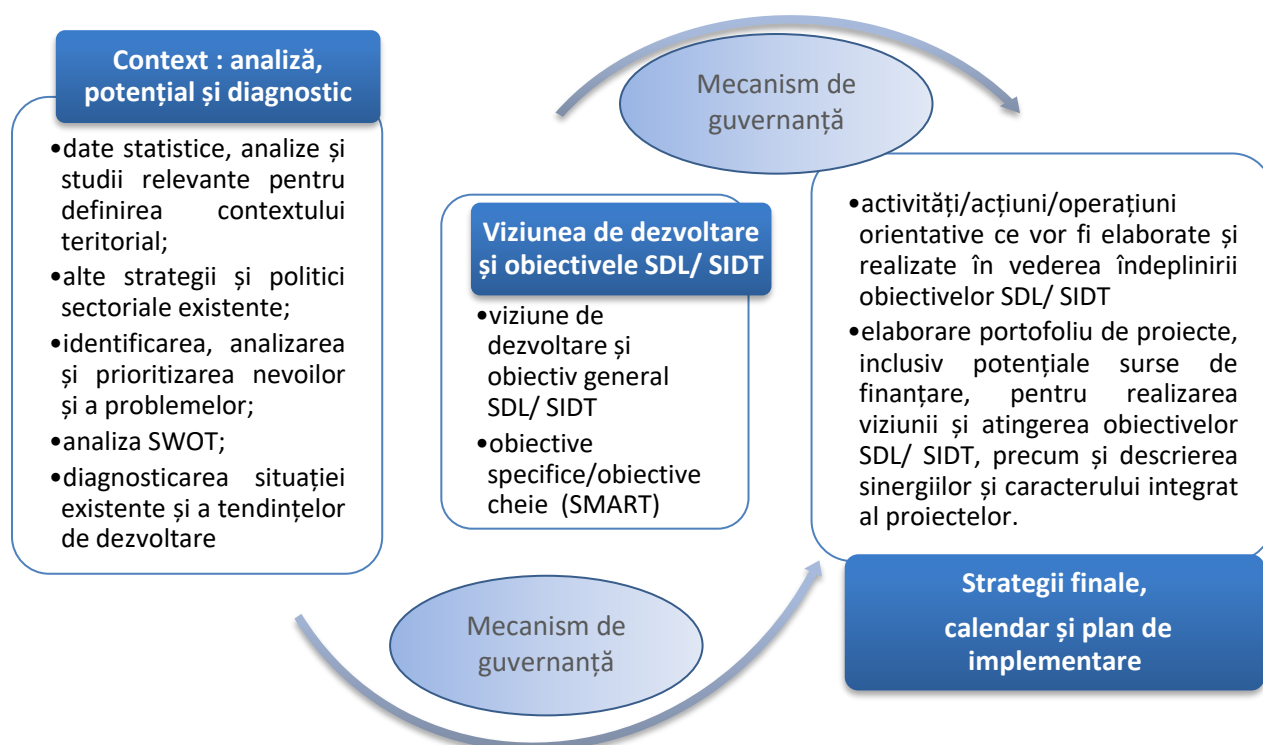 Context : analiză,
potențial și diagnostic
•date statistice, analize și
studii relevante pentru
definirea contextului
teritorial;
•alte strategii și politici
sectoriale existente;
•identificarea, analizarea
și prioritizarea nevoilor
și a problemelor;
•analiza SWOT;
•diagnosticarea situației
existente și a tendințelor
de dezvoltare
Mecanism de
guvernanță
Viziunea de dezvoltare
și obiectivele SDL/ SIDT
•viziune de
dezvoltare și
obiectiv general
SDL/ SIDT
•obiective
specifice/obiective
cheie (SMART)
Mecanism de
guvernanță
•activități/acțiuni/operațiuni
orientative ce vor fi elaborate și
realizate în vederea îndeplinirii
obiectivelor SDL/ SIDT
•elaborare portofoliu de proiecte,
inclusiv potențiale surse de
finanțare, pentru realizarea
viziunii și atingerea obiectivelor
SDL/ SIDT, precum și descrierea
sinergiilor și caracterului integrat
al proiectelor.
Strategii finale,
calendar și plan de
implementare